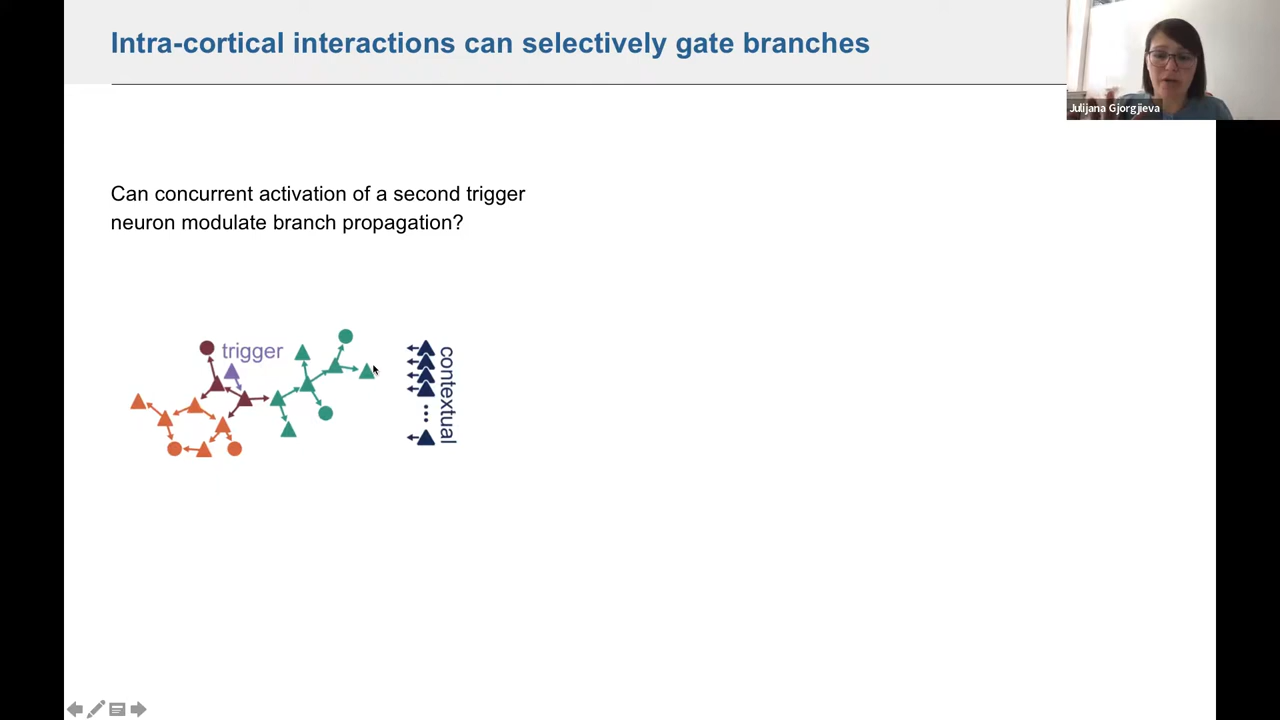 Intra-cortical interactions can selectively gate branches
Julijana Gjorgjieva
Can concurrent activation of a second trigger
neuron modulate branch propagation?
trigger
contextual